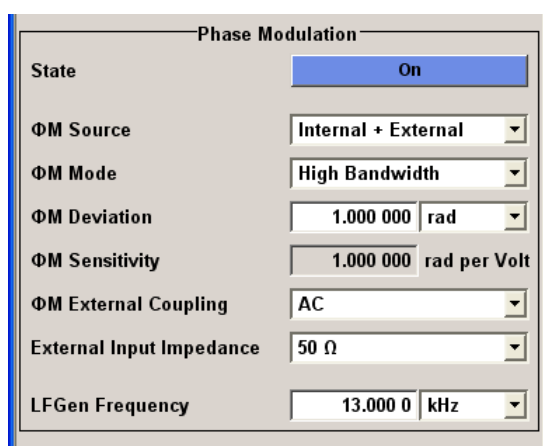 Phase Modulation
State On
ΦM Source Internal + External
ΦM Mode High Bandwidth
ΦM Deviation 1.000 000 rad
ΦM Sensitivity 1.000 000 rad per Volt
ΦM External Coupling AC
External Input Impedance 50 Ω
LFGen Frequency 13.000 0 kHz